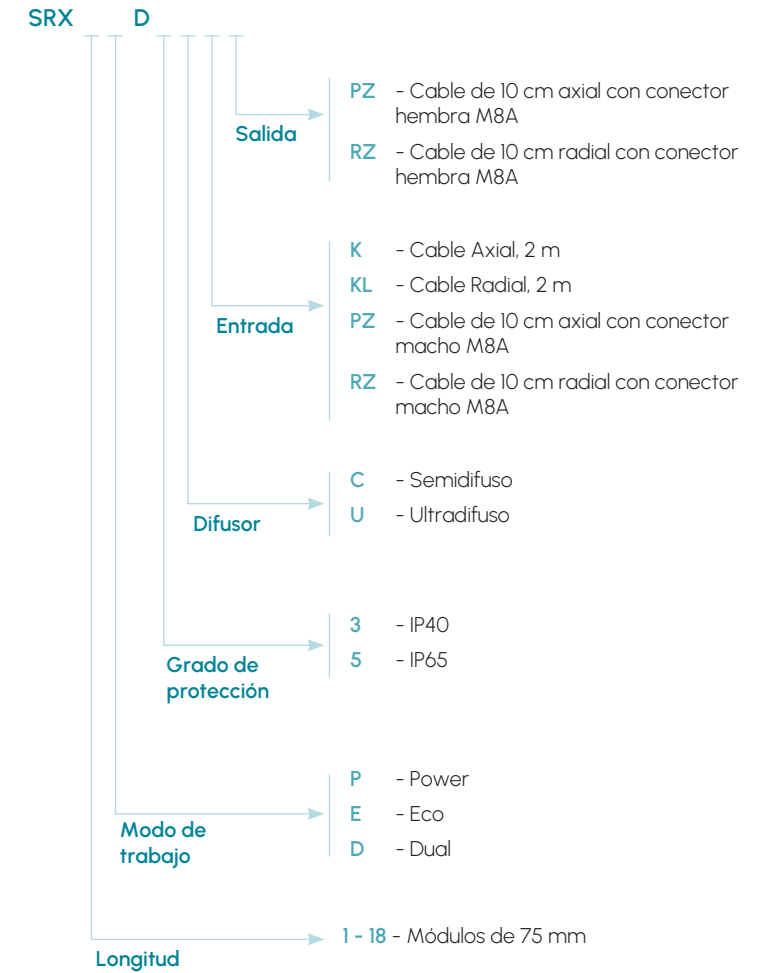 SRX D
PZ - Cable de 10 cm axial con conector
hembra M8A
Salida
RZ - Cable de 10 cm radial con conector
hembra M8A
K - Cable Axial, 2 m
KL - Cable Radial, 2 m
Entrada
PZ - Cable de 10 cm axial con conector
macho M8A
RZ - Cable de 10 cm radial con conector
macho M8A
C - Semidifuso
U - Ultradifuso
Difusor
3 - IP40
5 - IP65
Grado de
protección
P - Power
E - Eco
D - Dual
Modo de
trabajo
1 - 18 - Módulos de 75 mm
Longitud